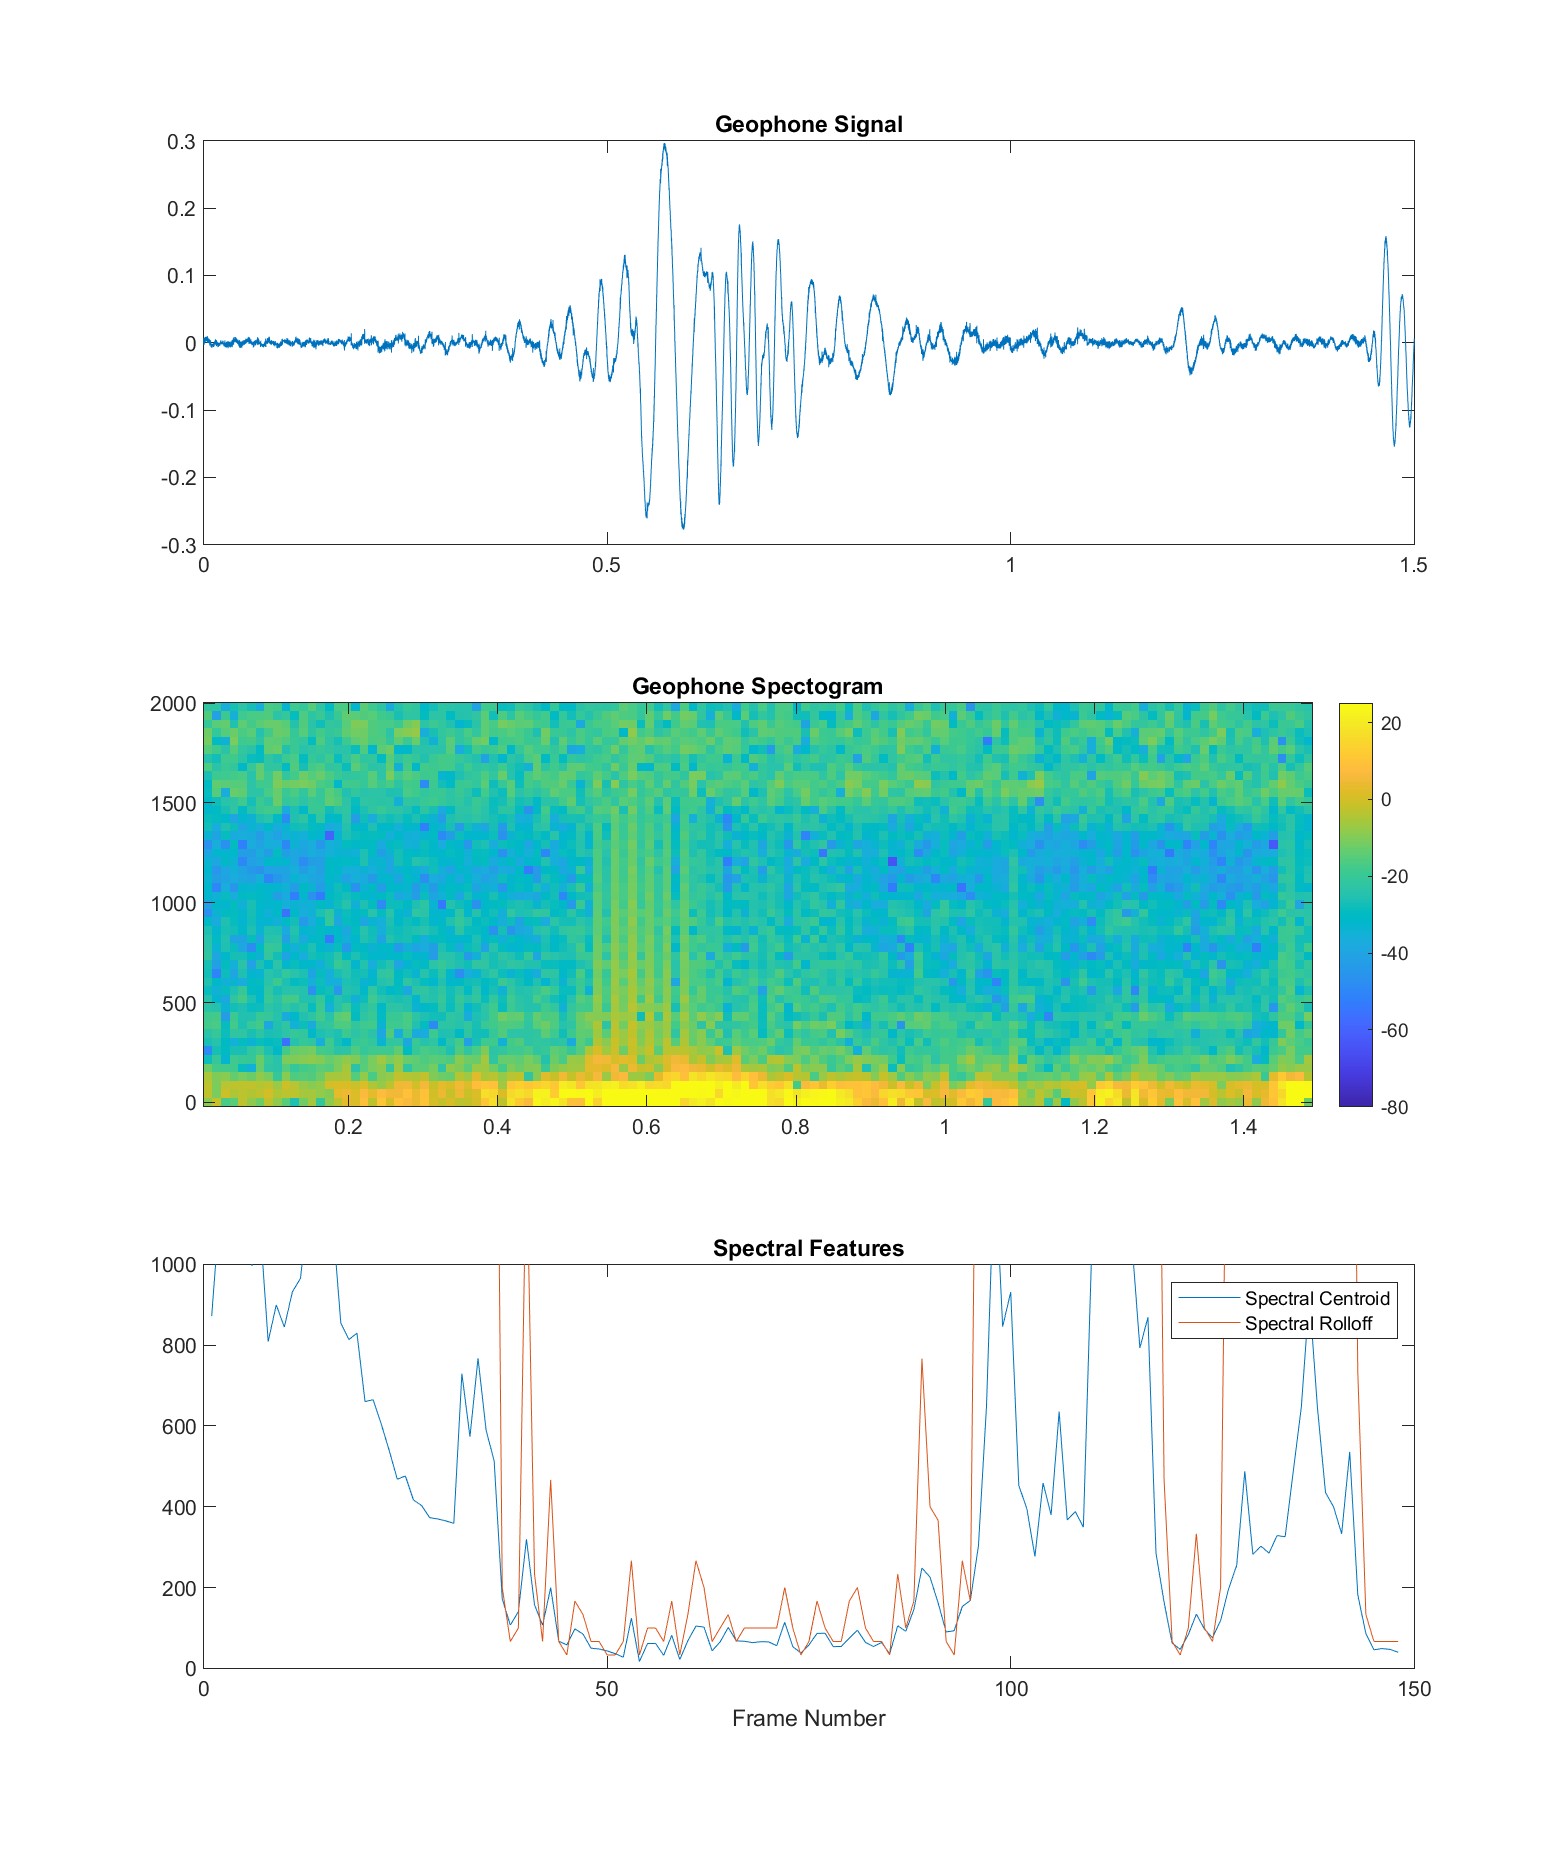 Geophone Signal
0.3
0.2
0.1
0
-0.1
-0.2
-0.3
0 0.5 1 1.5
Geophone Spectogram
2000
1500
1000
500
0
0.2 0.4 0.6 0.8 1 1.2 1.4
20
0
-20
-40
-60
-80
Spectral Features
1000
800
600
400
200
0
Spectral Centroid
Spectral Rolloff
0 50 100 150
Frame Number